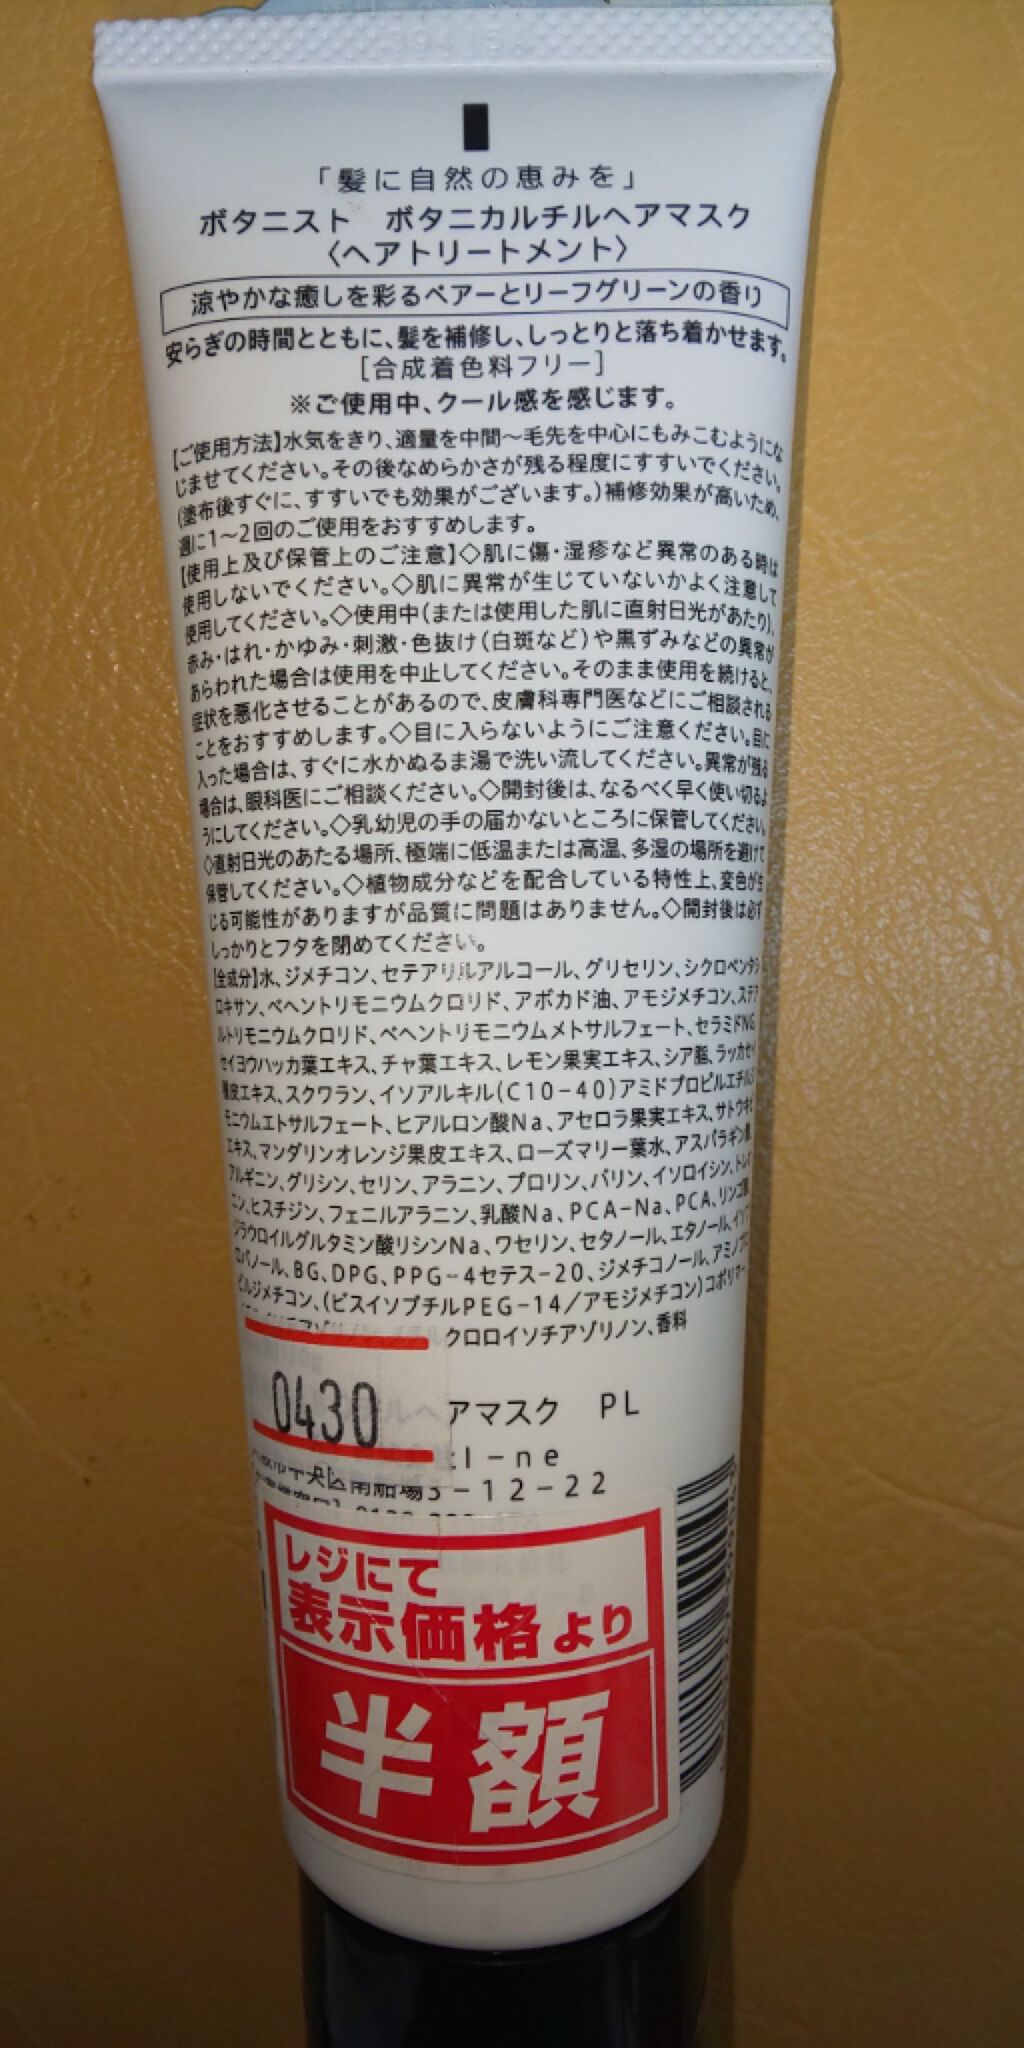 「髪に自然の恵みを」
ボタニスト ボタニカルチルヘアマスク
〈ヘアトリートメント〉
涼やかな癒しを彩るペアーとリーフグリーンの香り
安らぎの時間とともに、髪を補修し、しっとりと落ち着かせます。
[合成着色料フリー]
※ご使用中、クール感を感じます。
【ご使用方法】水気をきり、適量を中間～毛先を中心にもみこむようにな
じませてください。その後なめらかさが残る程度にすすいでください。
(塗布後すぐに、すすいでも効果がございます。)補修効果が高いため、
週に1～2回のご使用をおすすめします。
【使用上及び保管上のご注意】◇肌に傷・湿疹など異常のある時は
使用しないでください。◇肌に異常が生じていないかよく注意して
使用してください。◇使用中(または使用した肌に直射日光があたり)、
赤み・はれ・かゆみ・刺激・色抜け(白斑など)や黒ずみなどの異常が
あらわれた場合は使用を中止してください。そのまま使用を続けると、
症状を悪化させることがあるので、皮膚科専門医などにご相談される
ことをおすすめします。◇目に入らないようにご注意ください。目に
入った場合は、すぐに水かぬるま湯で洗い流してください。異常が残る
場合は、眼科医にご相談ください。◇開封後は、なるべく早く使い切るよ
うにしてください。◇乳幼児の手の届かないところに保管してください。
◇直射日光のあたる場所、極端に低温または高温、多湿の場所を避けて
保管してください。◇植物成分などを配合している特性上、変色が生
じる可能性がありますが品質に問題はありません。◇開封後は必ず
しっかりとフタを閉めてください。
【全成分】水、ジメチコン、セテアリルアルコール、グリセリン、シクロペンタシ
ロキサン、ベヘントリモニウムクロリド、アボカド油、アモジメチコン、ステア
ルトリモニウムクロリド、ベヘントリモニウムメトサルフェート、セラミドNG、
セイヨウハッカ葉エキス、チャ葉エキス、レモン果実エキス、シア脂、ラッカセイ
種皮エキス、スクワラン、イソアルキル(C10-40)アミドプロピルエチルジ
モニウムエトサルフェート、ヒアルロン酸Na、アセロラ果実エキス、サトウキビ
エキス、マンダリンオレンジ果皮エキス、ローズマリー葉水、アスパラギン酸、
アルギニン、グリシン、セリン、アラニン、プロリン、バリン、イソロイシン、トレオ
ニン、ヒスチジン、フェニルアラニン、乳酸Na、PCA-Na、PCA、リンゴ酸、
ジラウロイルグルタミン酸リシンNa、ワセリン、セタノール、エタノール、イソプ
ロパノール、BG、DPG、PPG-4セテス-20、ジメチコノール、アミノプロ
ピルジメチコン、(ビスイソブチルPEG-14/アモジメチコン)コポリマー、
クロロイソチアゾリノン、香料
0430
アマスク PL
l-ne
中央区南船場3-12-22
レジにて
表示価格より
半額